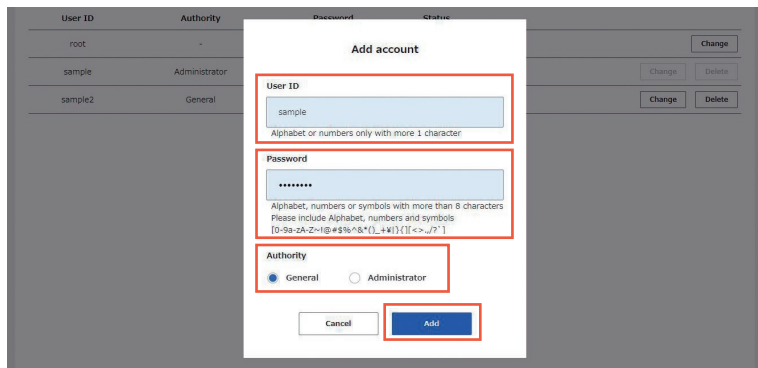 User ID Authority Password Status
root - Change
sample Administrator Change Delete
sample2 General Change Delete
Add account
User ID
sample
Alphabet or numbers only with more 1 character
Password
••••••••
Alphabet, numbers or symbols with more than 8 characters
Please include Alphabet, numbers and symbols
[0-9a-zA-Z~!@#$%^&*()_+¥|}{][<>.,/?`]
Authority
General Administrator
Cancel Add